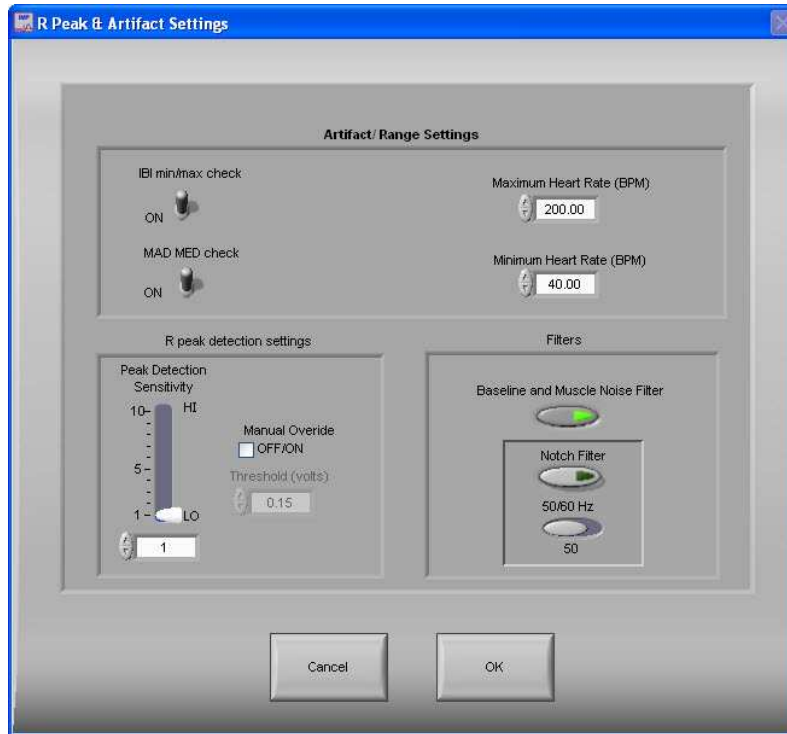 R Peak & Artifact Settings
Artifact/ Range Settings
IBI min/max check
ON
Maximum Heart Rate (BPM)
200.00
MAD MED check
ON
Minimum Heart Rate (BPM)
40.00
R peak detection settings
Peak Detection
Sensitivity
10
HI
5
1
LO
1
Manual Overide
OFF/ON
Threshold (volts)
0.15
Filters
Baseline and Muscle Noise Filter
Notch Filter
50/60 Hz
50
Cancel
OK